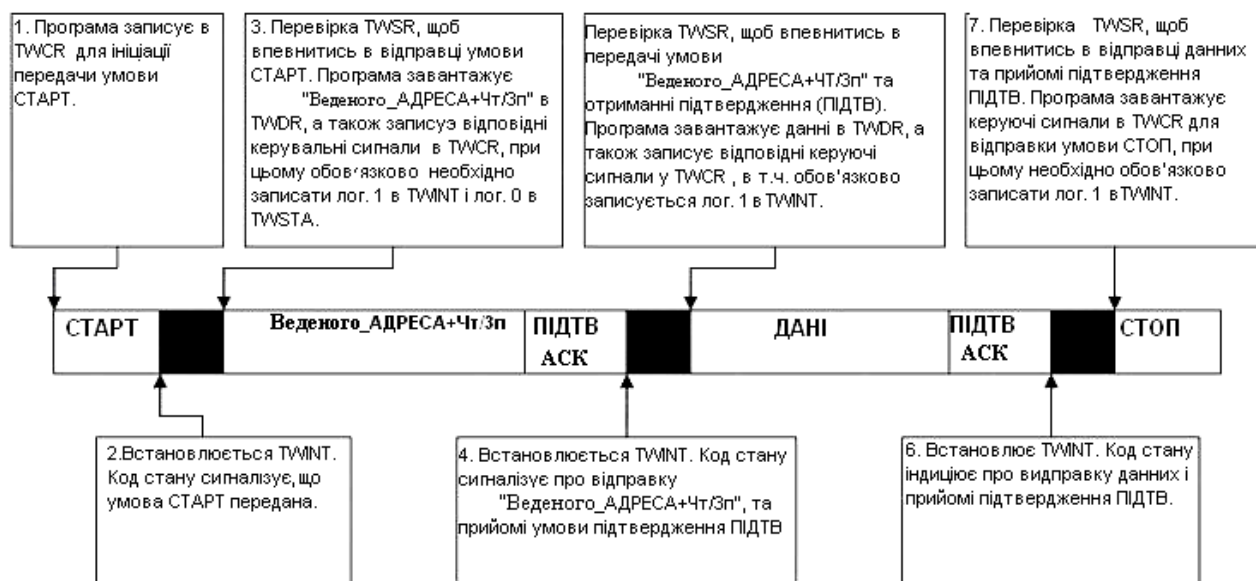 1. Програма записує в
TWCR для ініціації
передачи умови
СТАРТ.
3. Перевірка TWSR, щоб
впевнитись в відправці умови
СТАРТ. Програма завантажує
"Веденого_АДРЕСА+Чт/Зп" в
TWDR, а також записуэ відповідні
керувальні сигнали в TWCR, при
цьому обов'язково необхідно
записати лог. 1 в TWINT і лог. 0 в
TWSTA.
Перевірка TWSR, щоб впевнитись в
передачі умови
"Веденого_АДРЕСА+ЧТ/Зп" та
отриманні підтвердження (ПІДТВ).
Програма завантажує данні в TWDR, а
також записує відповідні керуючі
сигнали у TWCR , в т.ч. обов'язково
записується лог. 1 в TWINT.
7. Перевірка TWSR, щоб
впевнитись в відправці данних
та прийомі підтвердження
ПІДТВ. Програма завантажує
керуючі сигнали в TWCR для
відправки умови СТОП, при
цьому необхідно обов'язково
записати лог. 1 в TWINT.
СТАРТ
Веденого_АДРЕСА+Чт/Зп
ПІДТВ
АСК
ДАНІ
ПІДТВ
АСК
СТОП
2.Встановлюється TWINT.
Код стану сигналізує, що
умова СТАРТ передана.
4. Встановлюється TWINT. Код стану
сигналізує про відправку
"Веденого_АДРЕСА+Чт/Зп", та
прийомі умови підтвердження ПІДТВ
6. Встановлює TWINT. Код стану
індиціює про видправку данних і
прийомі підтвердження ПІДТВ.